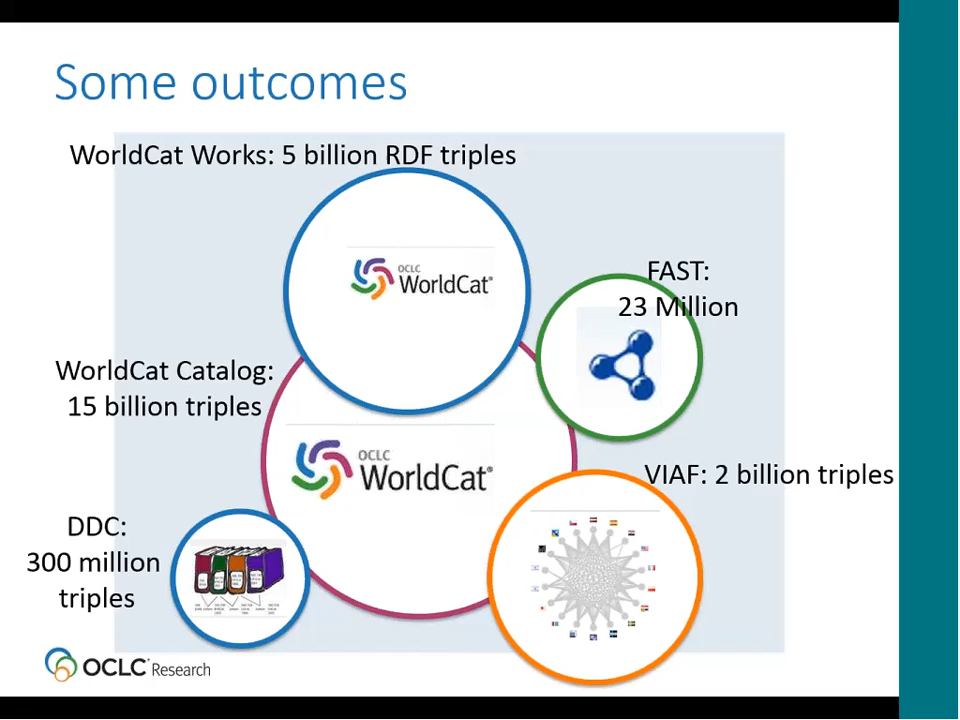 Some outcomes
WorldCat Works: 5 billion RDF triples
OCLC
WorldCat®
FAST:
23 Million
WorldCat Catalog:
15 billion triples
OCLC
WorldCat®
VIAF: 2 billion triples
DDC:
300 million
triples
OCLC® Research